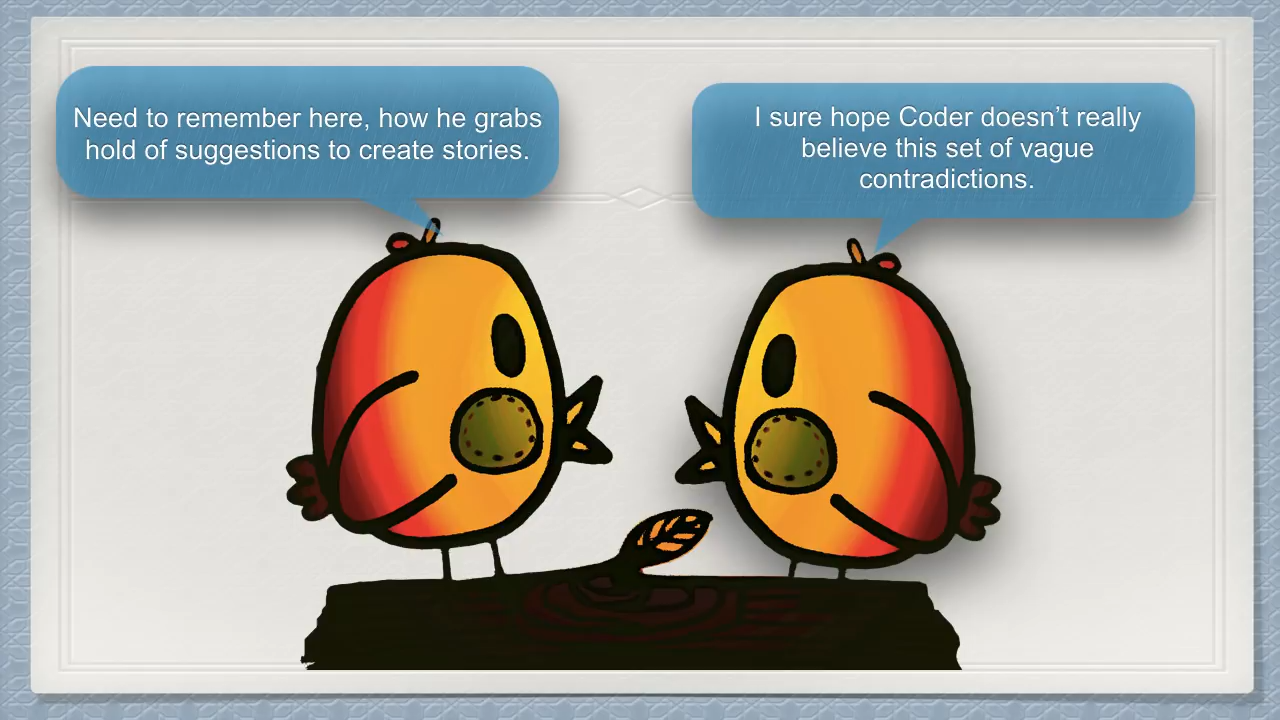 Need to remember here, how he grabs
hold of suggestions to create stories.
I sure hope Coder doesn’t really
believe this set of vague
contradictions.